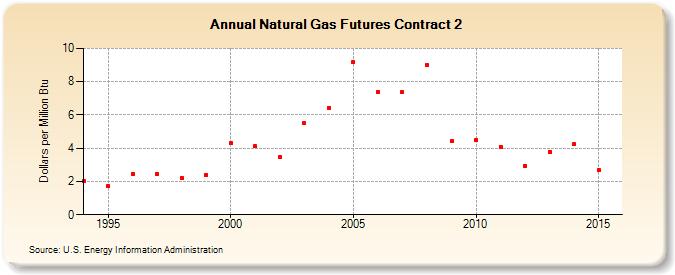 Annual Natural Gas Futures Contract 2
Dollars per Million Btu
10
8
6
4
2
0
1995 2000 2005 2010 2015
Source: U.S. Energy Information Administration